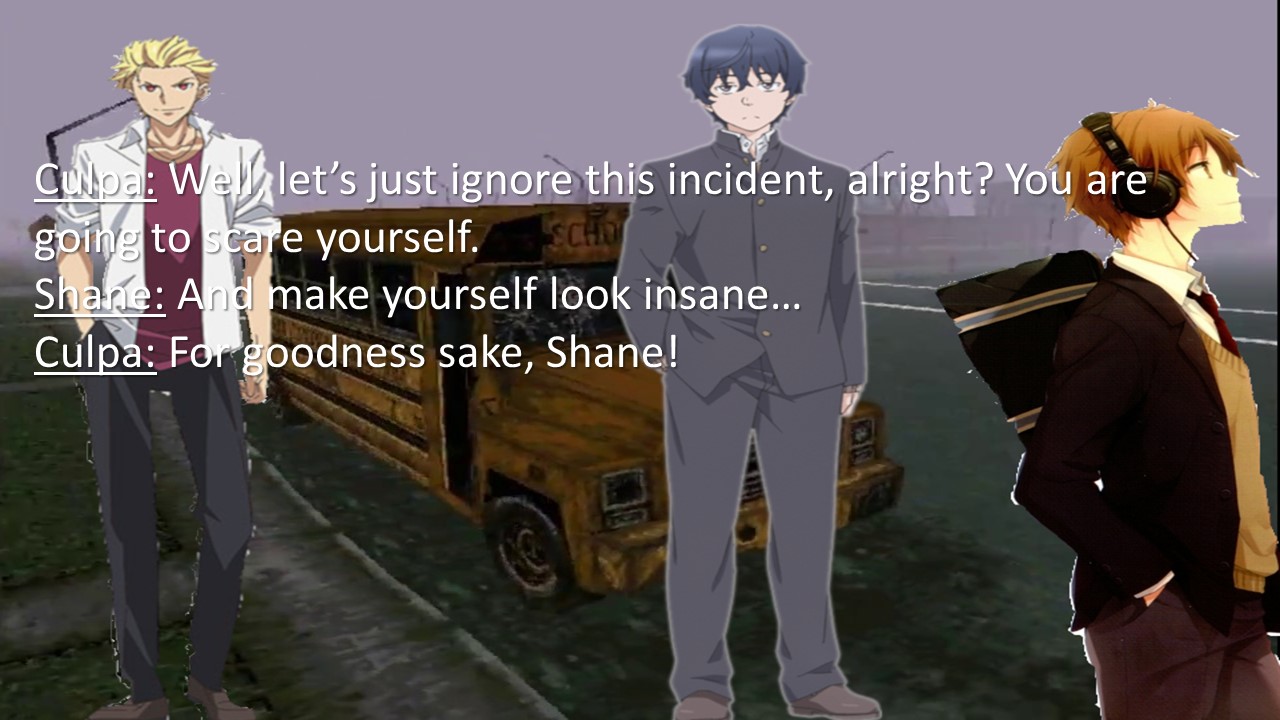 Culpa: Well, let’s just ignore this incident, alright? You are
going to scare yourself.
Shane: And make yourself look insane…
Culpa: For goodness sake, Shane!
SCHO